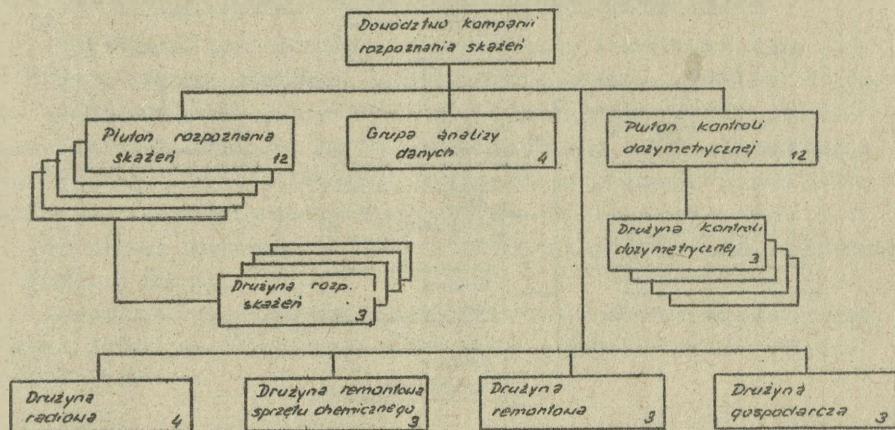 Dowództwo kompanii
rozpoznania skażeń
Pluton rozpoznania
skażeń 12
Grupa analizy
danych 4
Pluton kontroli
dozymetrycznej 12
Drużyna kontroli
dozymetrycznej 3
Drużyna rozp.
skażeń 3
Drużyna
radiowa 4
Drużyna remontowa
sprzętu chemicznego 3
Drużyna
remontowa 3
Drużyna
gospodarcza 3